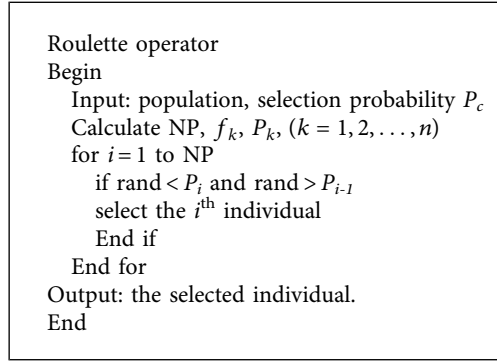 Roulette operator
Begin
Input: population, selection probability P_c
Calculate NP, f_k, P_k, (k = 1, 2, . . . , n)
for i = 1 to NP
if rand < P_i and rand > P_{i-1}
select the i^th individual
End if
End for
Output: the selected individual.
End